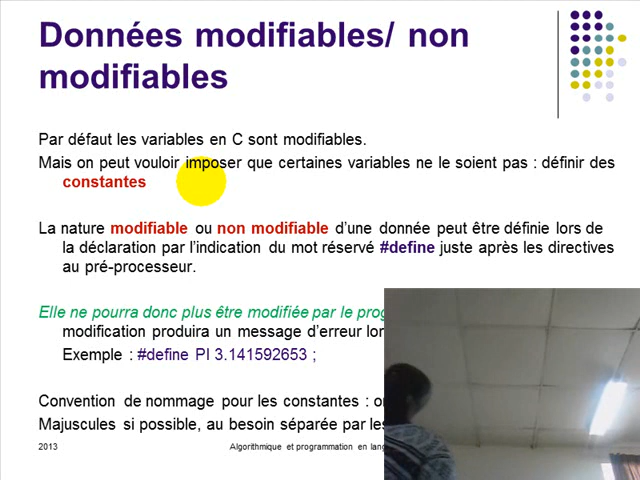 Données modifiables/ non
modifiables
Par défaut les variables en C sont modifiables.
Mais on peut vouloir imposer que certaines variables ne le soient pas : définir des
constantes
La nature modifiable ou non modifiable d'une donnée peut être définie lors de
la déclaration par l'indication du mot réservé #define juste après les directives
au pré-processeur.
Elle ne pourra donc plus être modifiée par le
modification produira un message d'erreur
Exemple : #define PI 3.141592653 ;
Convention de nommage pour les constantes :
Majuscules si possible, au besoin séparée par
2013
Algorithmique et programmation en